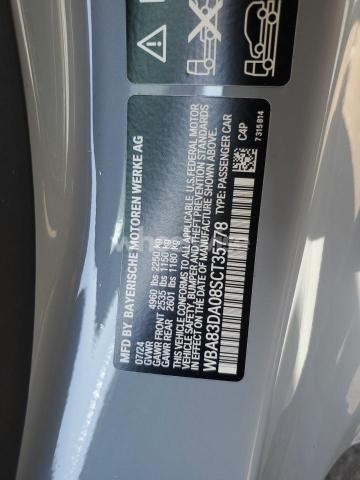 MFD BY BAYERISCHE MOTOREN WERKE AG
07/24
GVWR 4960 lbs 2250 kg
GAWR FRONT 2535 lbs 1150 kg
GAWR REAR 2601 lbs 1180 kg
THIS VEHICLE CONFORMS TO ALL APPLICABLE U.S.FEDERAL MOTOR
VEHICLE SAFETY, BUMPER, AND THEFT PREVENTION STANDARDS
IN EFFECT ON THE DATE OF MANUFACTURE SHOWN ABOVE.
WBA83DA08SCT35778 TYPE: PASSENGER CAR
C4P
7 315 814